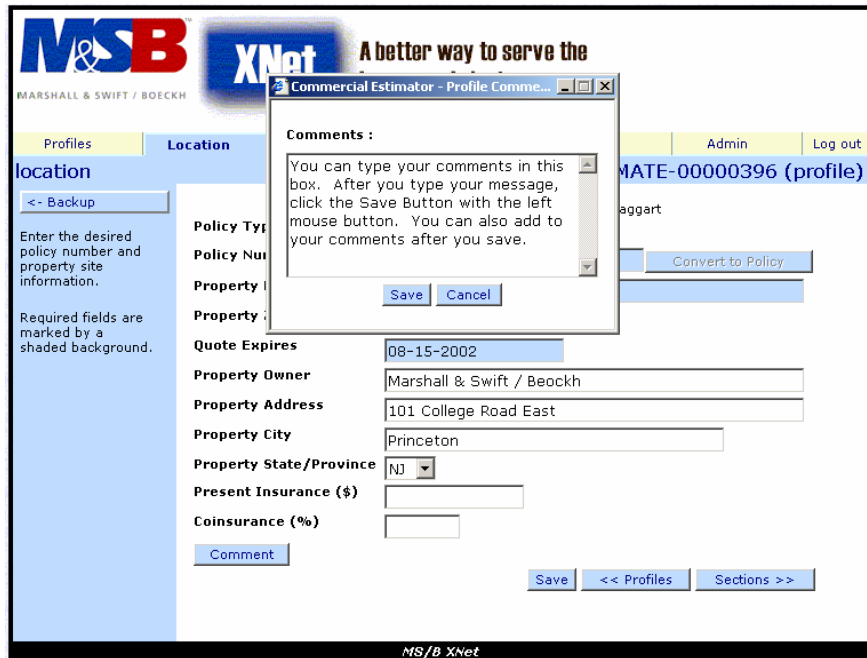 M&SB
MARSHALL & SWIFT / BOECKH
XNet
A better way to serve the
Commercial Estimator - Profile Comme...
Profiles
Location
Admin
Log out
location
MATE-00000396 (profile)
<- Backup
Enter the desired
policy number and
property site
information.
Required fields are
marked by a
shaded background.
Comments :
You can type your comments in this
box. After you type your message,
click the Save Button with the left
mouse button. You can also add to
your comments after you save.
Save Cancel
aggart
Policy Typ
Policy Nu
Convert to Policy
Property
Property
Quote Expires 08-15-2002
Property Owner Marshall & Swift / Beockh
Property Address 101 College Road East
Property City Princeton
Property State/Province NJ
Present Insurance ($)
Coinsurance (%)
Comment
Save << Profiles Sections >>
MS/B XNet